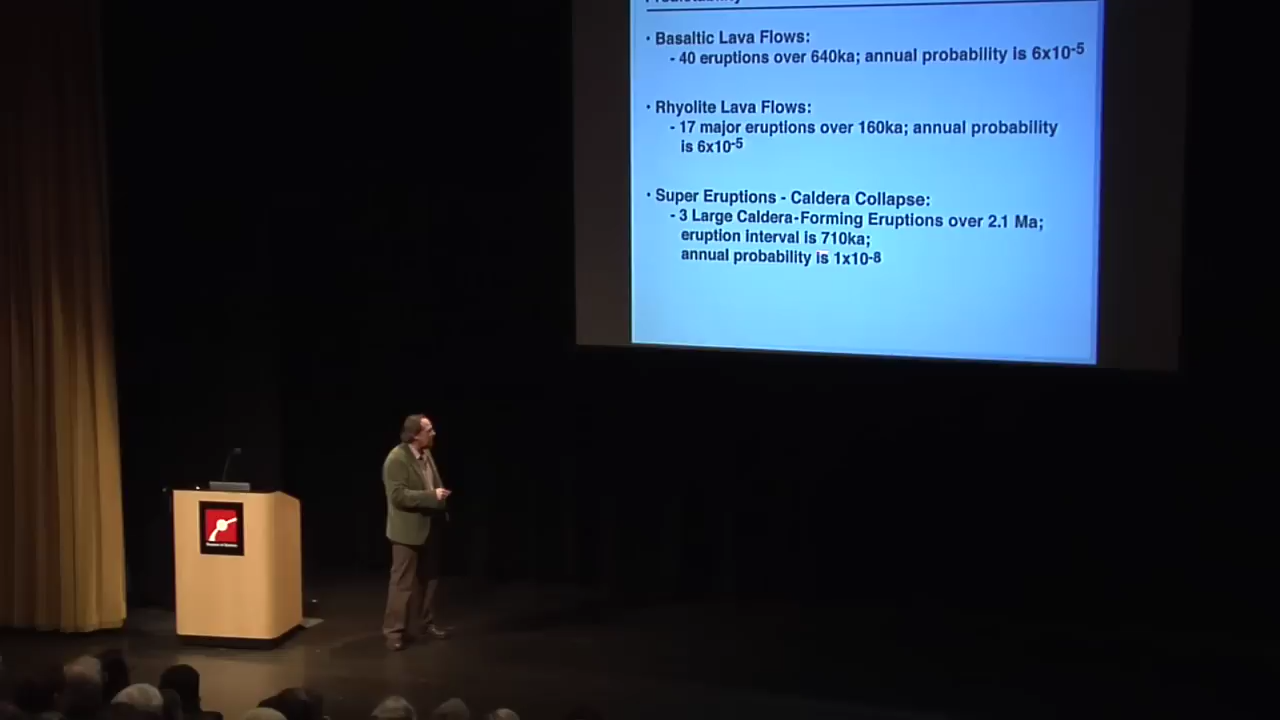 · Basaltic Lava Flows:
- 40 eruptions over 640ka; annual probability is 6x10-5
· Rhyolite Lava Flows:
- 17 major eruptions over 160ka; annual probability
is 6x10-5
· Super Eruptions - Caldera Collapse:
- 3 Large Caldera-Forming Eruptions over 2.1 Ma;
eruption interval is 710ka;
annual probability is 1x10-8